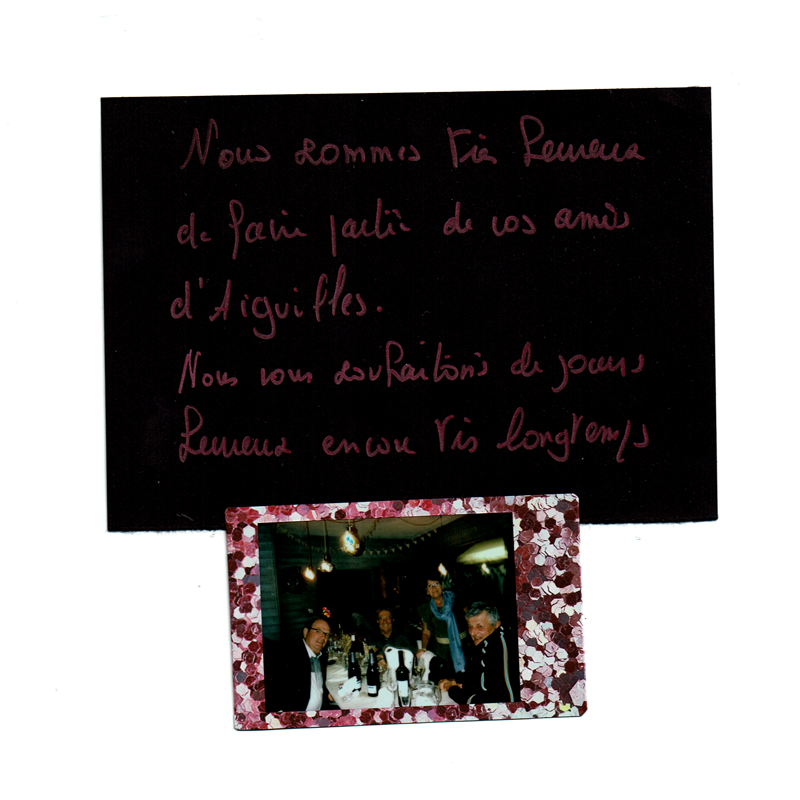 Nous sommes très heureux
de faire partie de vos amis
d'Aiguilles.
Nous vous souhaitons de jours
heureux encore très longtemps